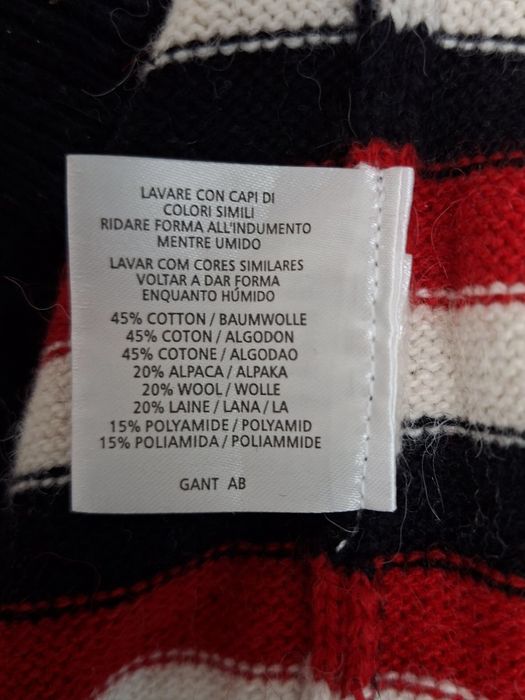 LAVARE CON CAPI DI
COLORI SIMILI
RIDARE FORMA ALL'INDUMENTO
MENTRE UMIDO
LAVAR COM CORES SIMILARES
VOLTAR A DAR FORMA
ENQUANTO HÚMIDO
45% COTTON / BAUMWOLLE
45% COTON / ALGODON
45% COTONE / ALGODAO
20% ALPACA / ALPAKA
20% WOOL / WOLLE
20% LAINE / LANA / LA
15% POLYAMIDE / POLYAMID
15% POLIAMIDA / POLIAMMIDE
GANT AB